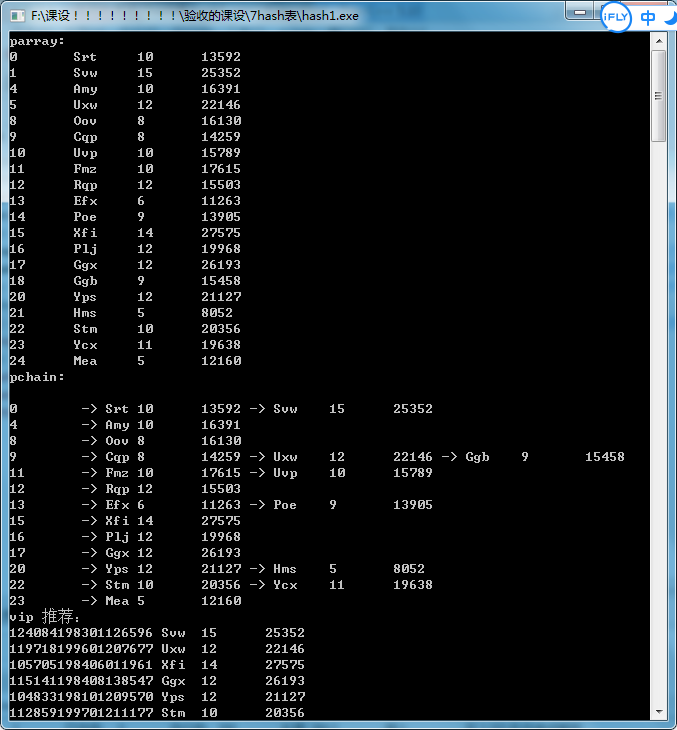 F:\课设！！！！！！！！！\验收的课设\7hash表\hash1.exe
iFLY 中
parray:
0 Srt 10 13592
1 Svw 15 25352
4 Amy 10 16391
5 Uxw 12 22146
8 Oov 8 16130
9 Cqp 8 14259
10 Uvp 10 15789
11 Fmz 10 17615
12 Rqp 12 15503
13 Efx 6 11263
14 Poe 9 13905
15 Xfi 14 27575
16 Plj 12 19968
17 Ggx 12 26193
18 Ggb 9 15458
20 Yps 12 21127
21 Hms 5 8052
22 Stm 10 20356
23 Ycx 11 19638
24 Mea 5 12160
pchain:
0 -> Srt 10 13592 -> Svw 15 25352
4 -> Amy 10 16391
8 -> Oov 8 16130
9 -> Cqp 8 14259 -> Uxw 12 22146 -> Ggb 9 15458
11 -> Fmz 10 17615 -> Uvp 10 15789
12 -> Rqp 12 15503
13 -> Efx 6 11263 -> Poe 9 13905
15 -> Xfi 14 27575
16 -> Plj 12 19968
17 -> Ggx 12 26193
20 -> Yps 12 21127 -> Hms 5 8052
22 -> Stm 10 20356 -> Ycx 11 19638
23 -> Mea 5 12160
vip 推荐：
124084198301126596 Svw 15 25352
119718199601207677 Uxw 12 22146
105705198406011961 Xfi 14 27575
115141198408138547 Ggx 12 26193
104833198101209570 Yps 12 21127
112859199701211177 Stm 10 20356